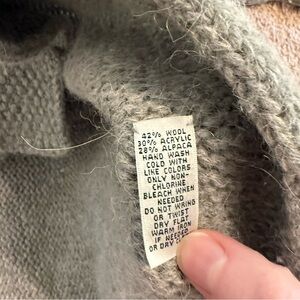 42% WOOL
30% ACRYLIC
28% ALPACA
HAND WASH
COLD WITH
LIKE COLORS
ONLY NON-
CHLORINE
BLEACH WHEN
NEEDED
DO NOT WRING
OR TWIST
DRY FLAT
WARM IRON
IF NEEDED
OR DRY